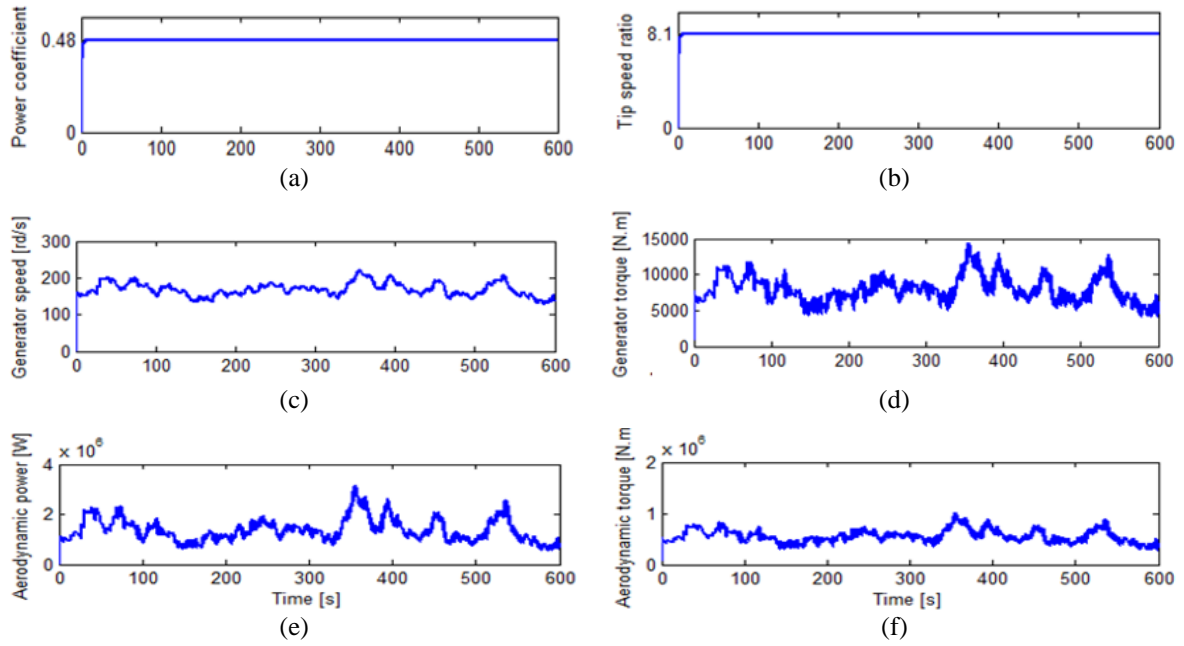 Power coefficient
0.48
0
0 100 200 300 400 500 600
(a)
Tip speed ratio
8.1
0
0 100 200 300 400 500 600
(b)
Generator speed [rd/s]
300
200
100
0
0 100 200 300 400 500 600
(c)
Generator torque [N.m]
15000
10000
5000
0
0 100 200 300 400 500 600
(d)
Aerodynamic power [W]
× 10⁶
4
2
0
0 100 200 300 400 500 600
Time [s]
(e)
Aerodynamic torque [N.m
× 10⁶
2
1
0
0 100 200 300 400 500 600
Time [s]
(f)